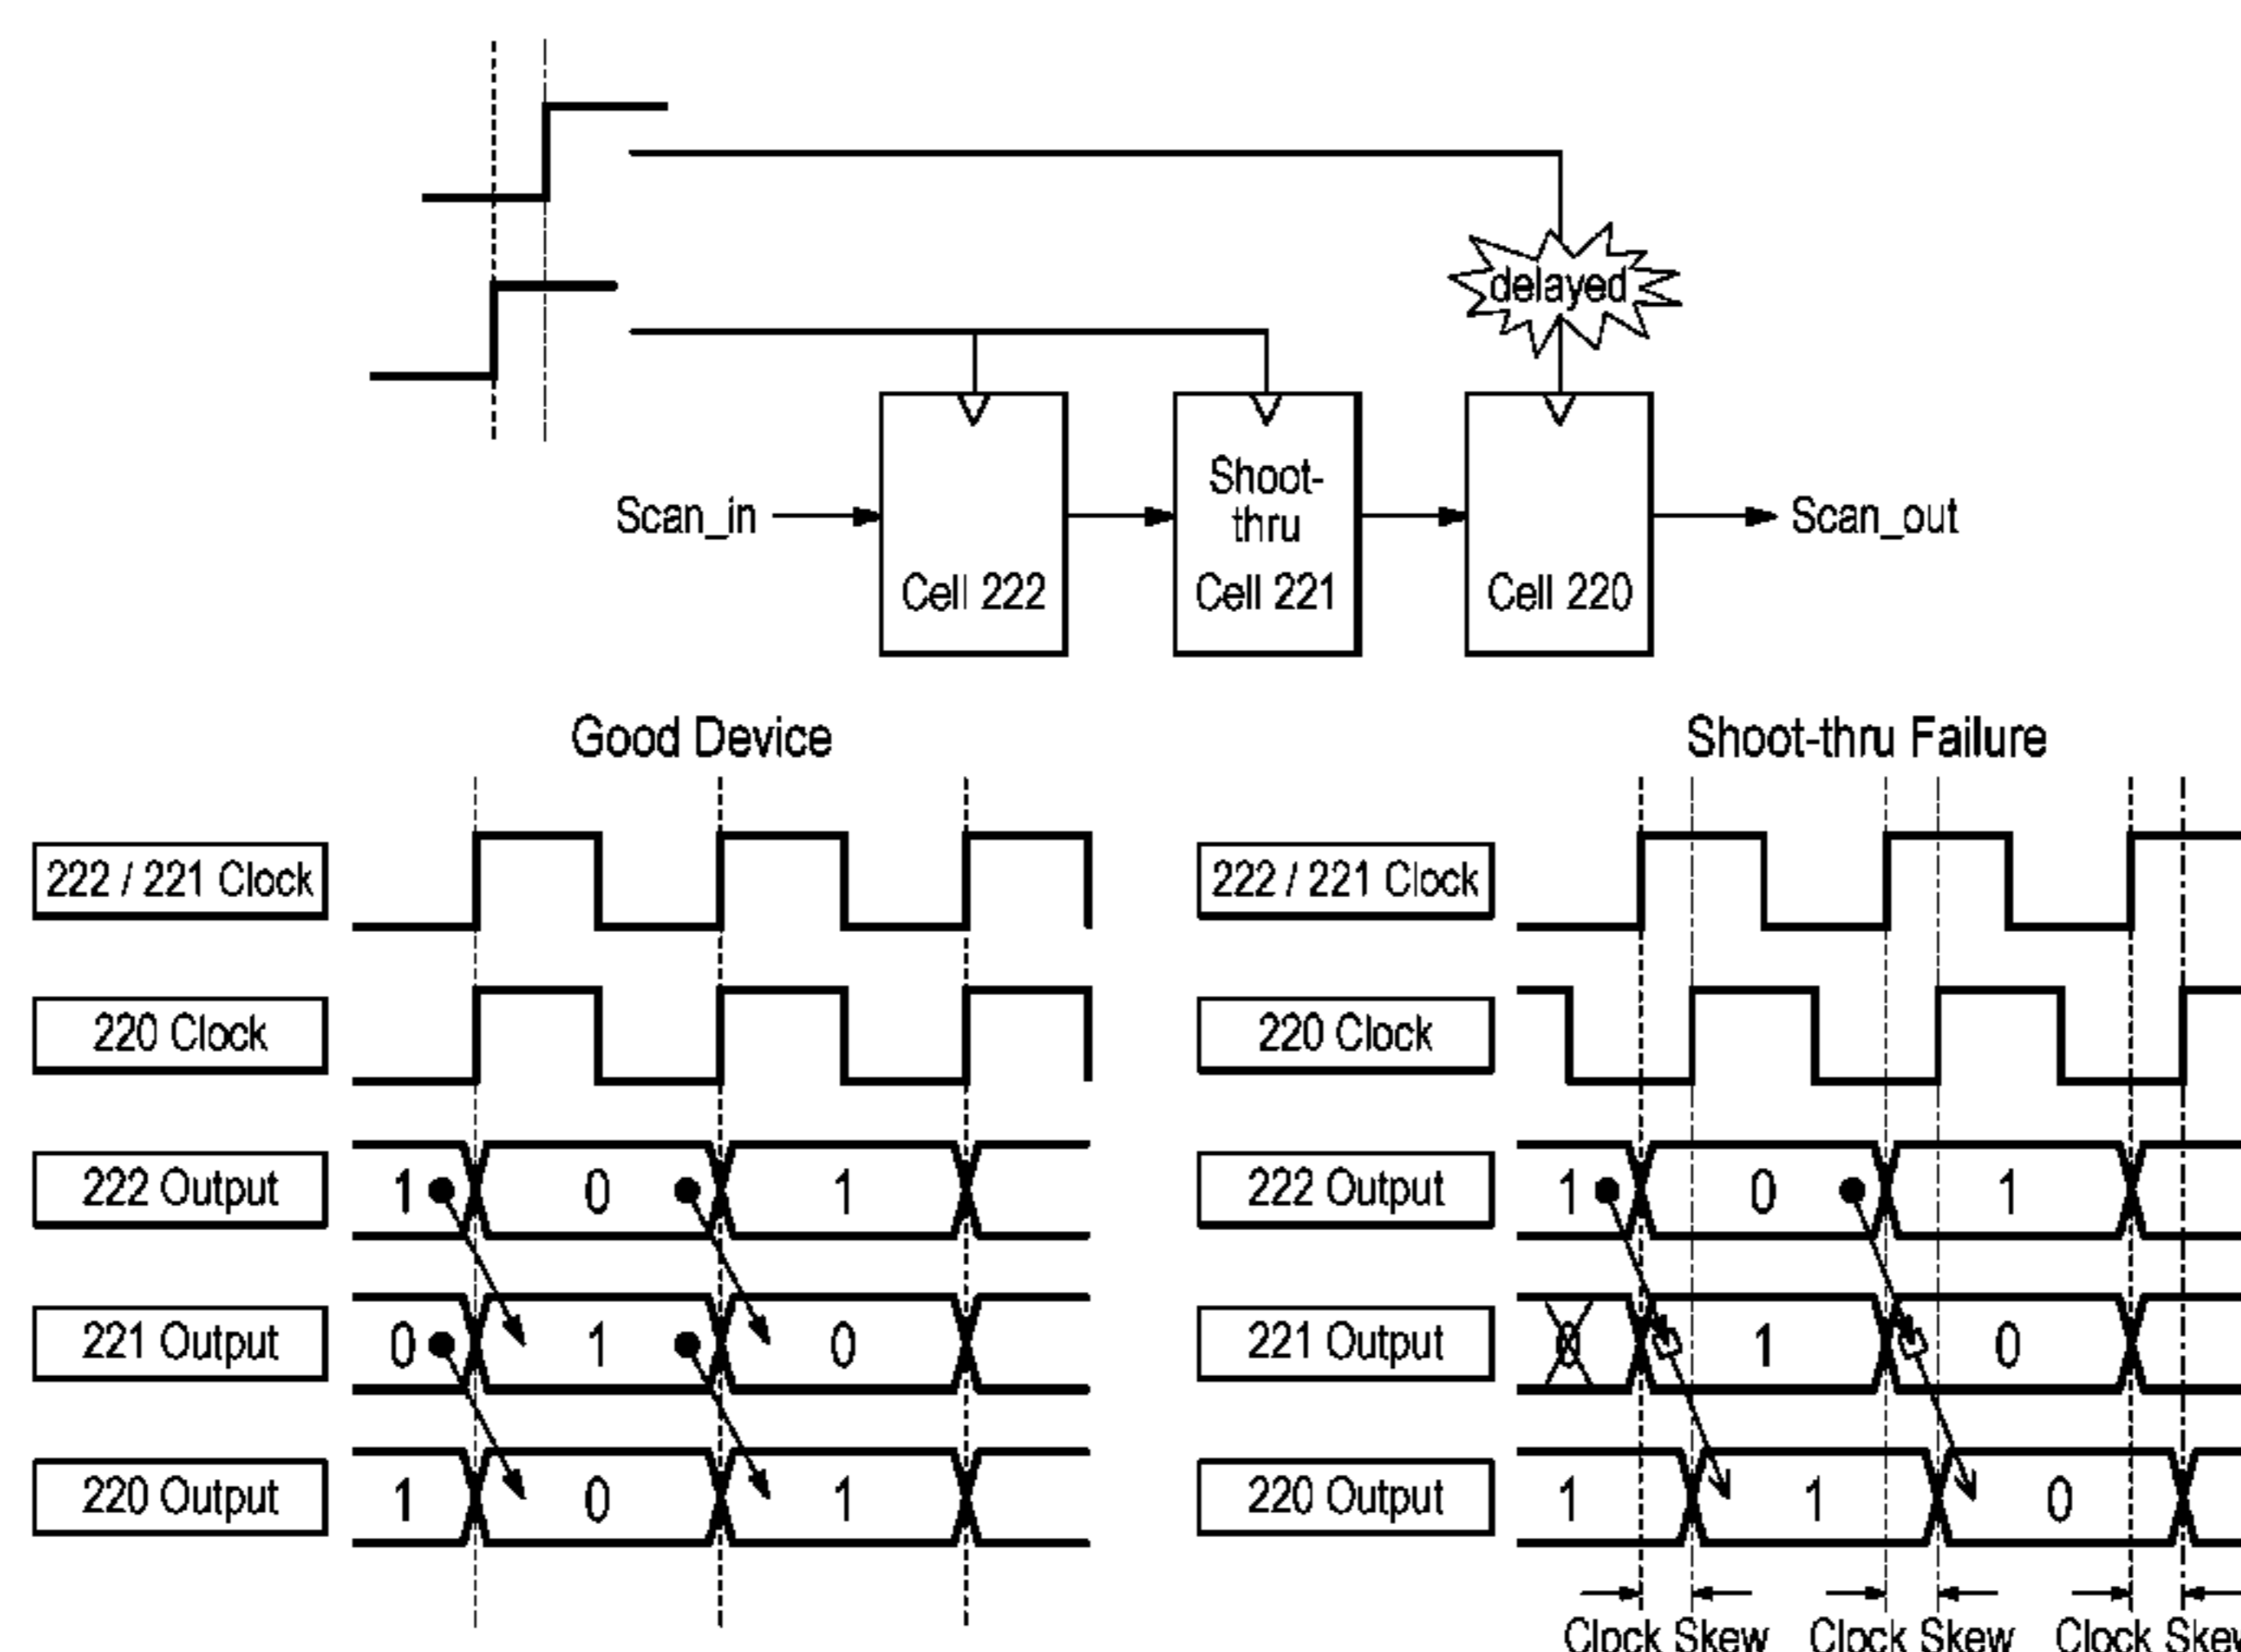 delayed
Shoot-
thru
Scan_in
Scan_out
Cell 222
Cell 221
Cell 220
Good Device
222 / 221 Clock
220 Clock
222 Output
1 0 1
221 Output
0 1 0
220 Output
1 0 1
Shoot-thru Failure
222 / 221 Clock
220 Clock
222 Output
1 0 1
221 Output
0 1 0
220 Output
1 1 0
Clock Skew Clock Skew Clock Skew